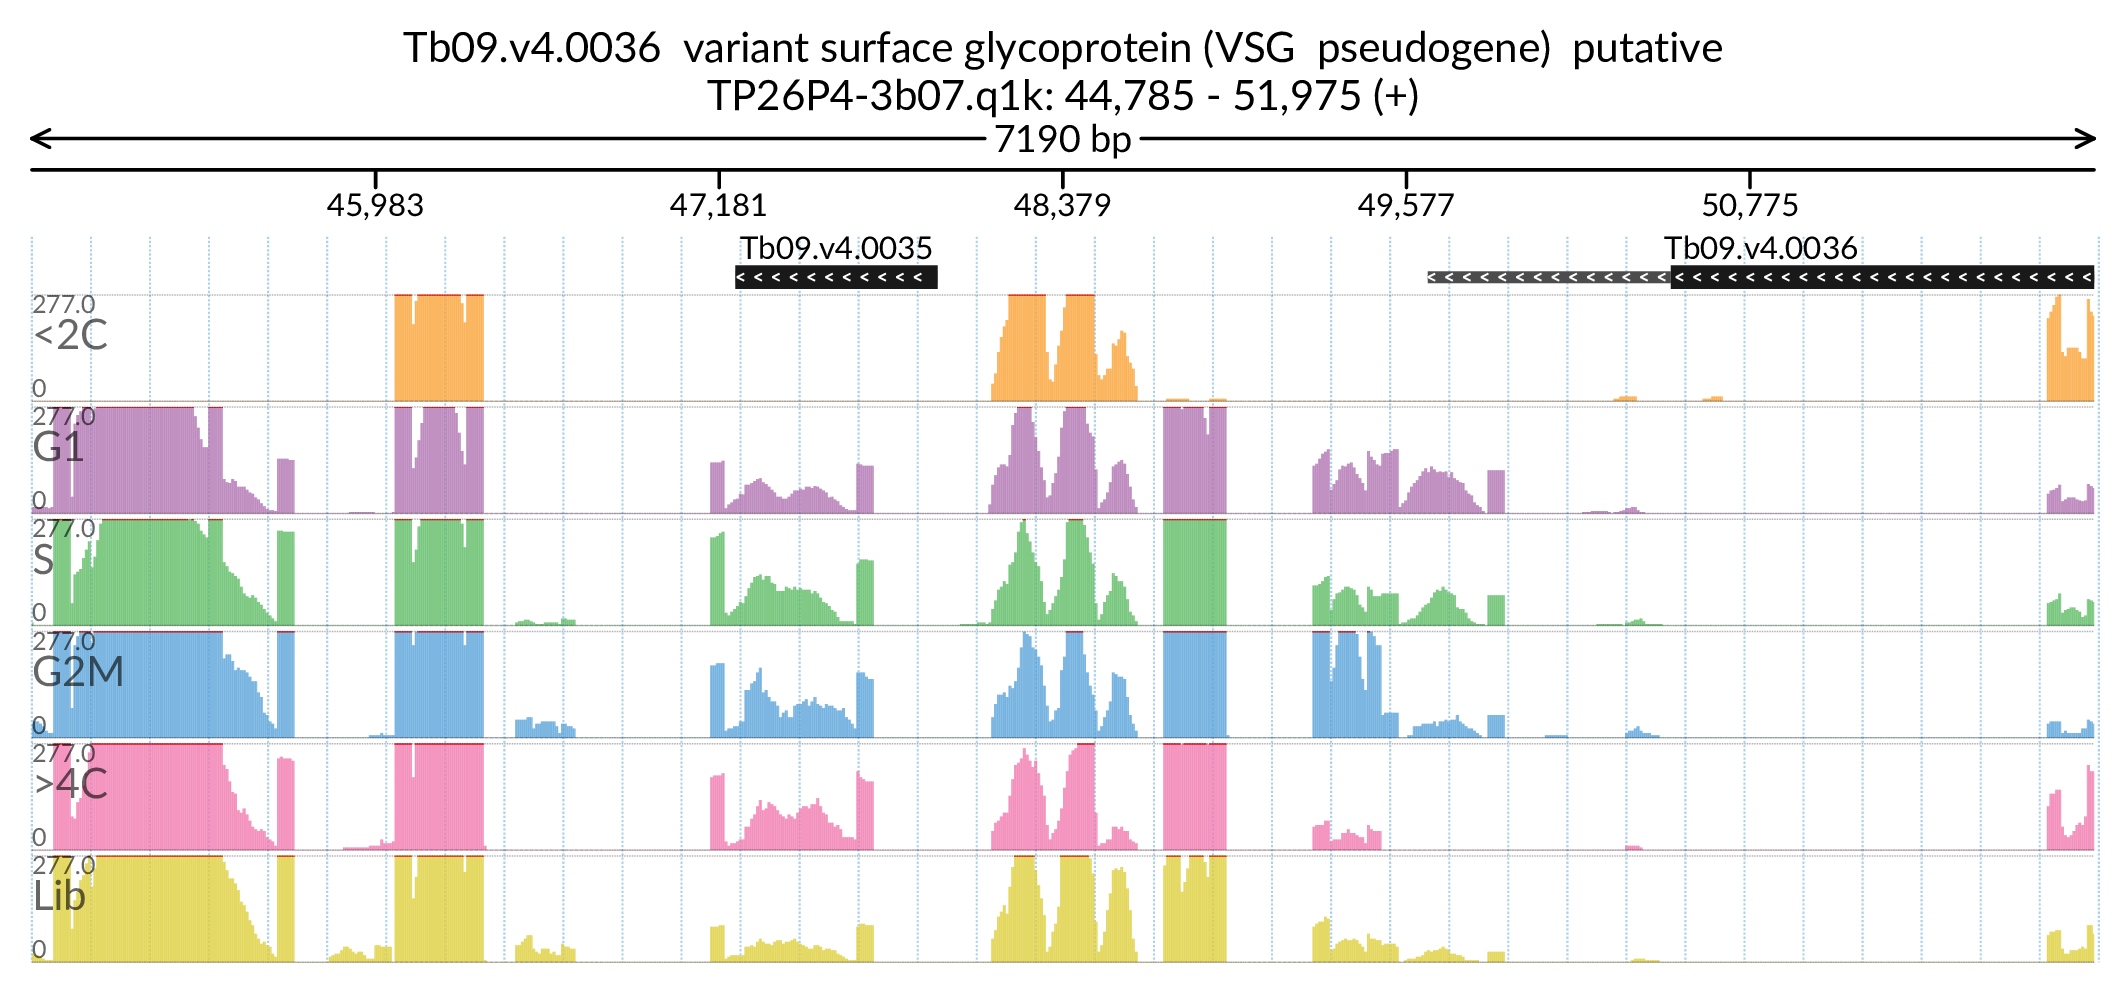 Tb09.v4.0036  variant surface glycoprotein (VSG  pseudogene)  putative
TP26P4-3b07.q1k: 44,785 - 51,975 (+)
7190 bp
45,983 47,181 48,379 49,577 50,775
Tb09.v4.0035 Tb09.v4.0036
277.0
<2C
0
277.0
G1
0
277.0
S
0
277.0
G2M
0
277.0
>4C
0
277.0
Lib
0